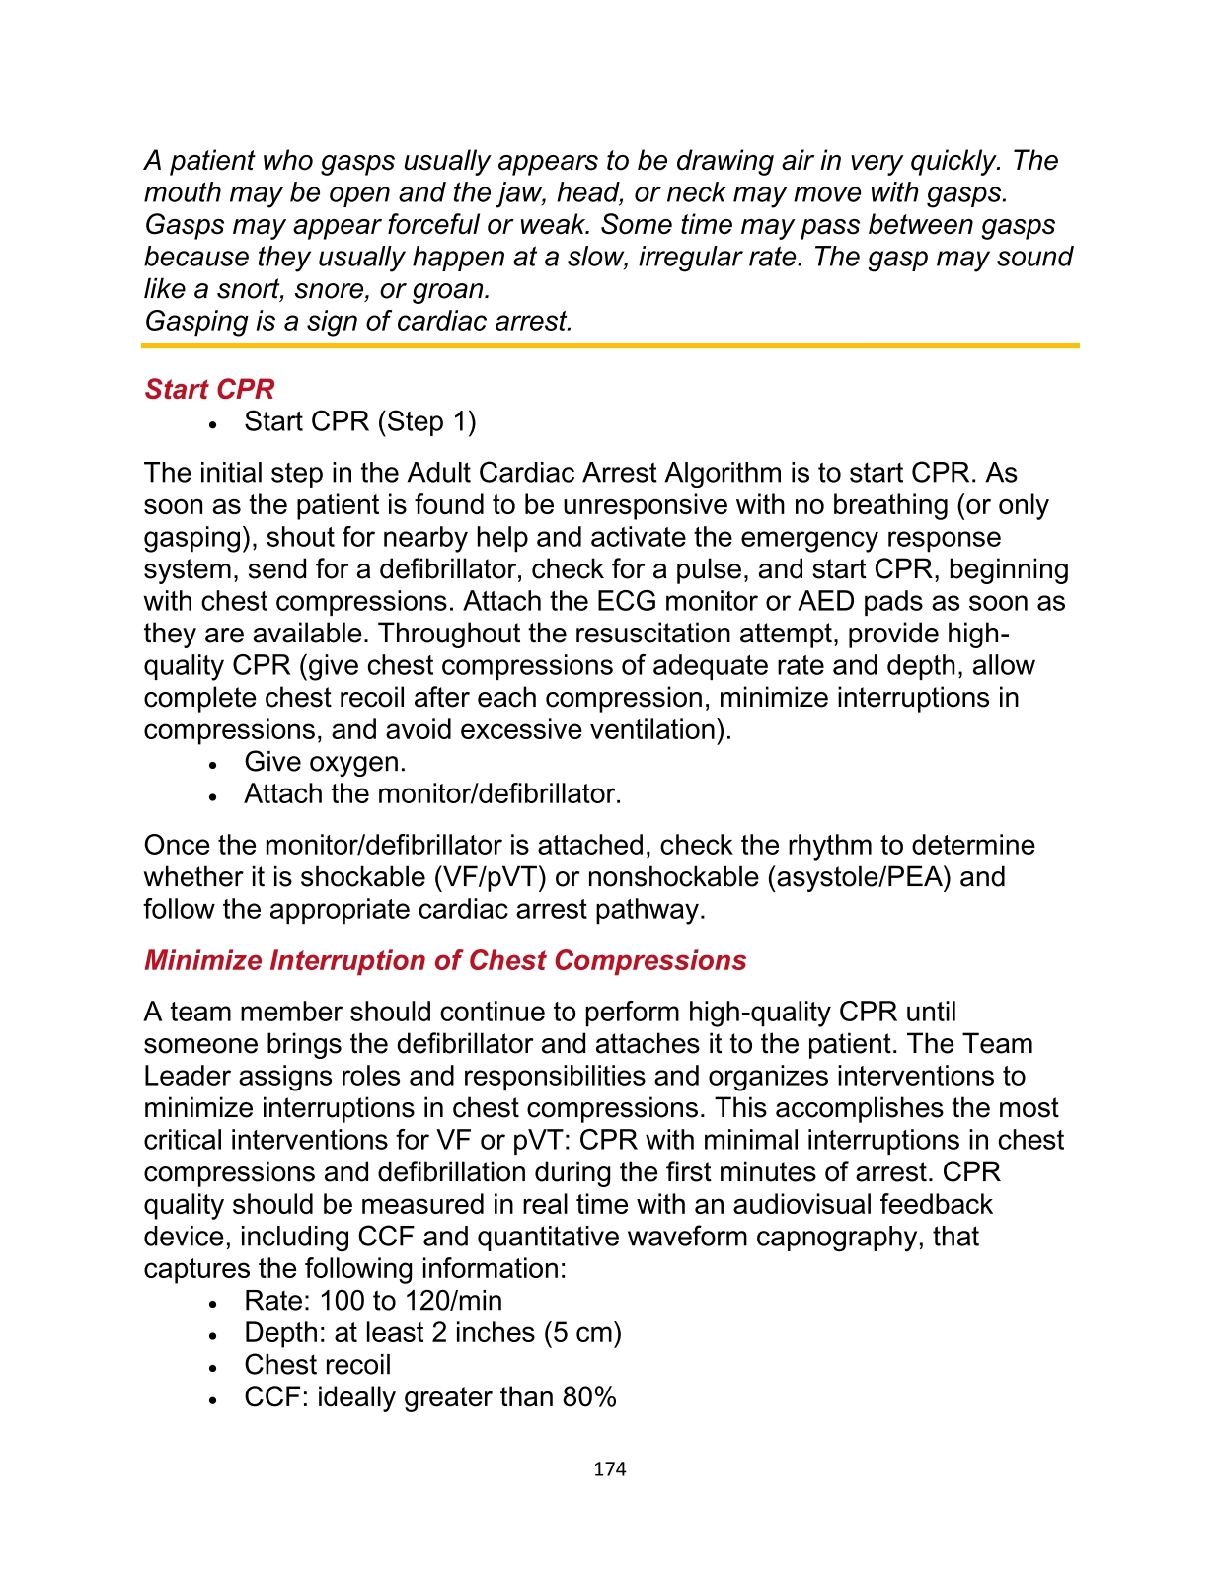 A patient who gasps usually appears to be drawing air in very quickly. The
mouth may be open and the jaw, head, or neck may move with gasps.
Gasps may appear forceful or weak. Some time may pass between gasps
because they usually happen at a slow, irregular rate. The gasp may sound
like a snort, snore, or groan.
Gasping is a sign of cardiac arrest.
Start CPR
• Start CPR (Step 1)
The initial step in the Adult Cardiac Arrest Algorithm is to start CPR. As
soon as the patient is found to be unresponsive with no breathing (or only
gasping), shout for nearby help and activate the emergency response
system, send for a defibrillator, check for a pulse, and start CPR, beginning
with chest compressions. Attach the ECG monitor or AED pads as soon as
they are available. Throughout the resuscitation attempt, provide high-
quality CPR (give chest compressions of adequate rate and depth, allow
complete chest recoil after each compression, minimize interruptions in
compressions, and avoid excessive ventilation).
• Give oxygen.
• Attach the monitor/defibrillator.
Once the monitor/defibrillator is attached, check the rhythm to determine
whether it is shockable (VF/pVT) or nonshockable (asystole/PEA) and
follow the appropriate cardiac arrest pathway.
Minimize Interruption of Chest Compressions
A team member should continue to perform high-quality CPR until
someone brings the defibrillator and attaches it to the patient. The Team
Leader assigns roles and responsibilities and organizes interventions to
minimize interruptions in chest compressions. This accomplishes the most
critical interventions for VF or pVT: CPR with minimal interruptions in chest
compressions and defibrillation during the first minutes of arrest. CPR
quality should be measured in real time with an audiovisual feedback
device, including CCF and quantitative waveform capnography, that
captures the following information:
• Rate: 100 to 120/min
• Depth: at least 2 inches (5 cm)
• Chest recoil
• CCF: ideally greater than 80%
174